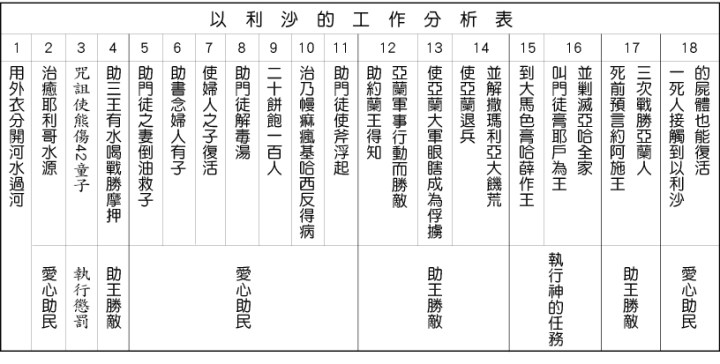 以利沙的工作分析表
1
用外衣分開河水過河
2
治癒耶利哥水源
3
咒詛使熊傷42童子
4
助三王有水喝戰勝摩押
5
助門徒之妻倒油救子
6
助書念婦人有子
7
使婦人之子復活
8
助門徒解毒湯
9
二十餅飽一百人
10
治乃幔痲瘋基哈西反得病
11
助門徒使斧浮起
12
助約蘭王得知
亞蘭軍事行動而勝敵
13
使亞蘭大軍眼瞎成為俘擄
14
使亞蘭退兵
並解撒瑪利亞大饑荒
15
到大馬色膏哈薛作王
16
叫門徒膏耶戶為王
並剿滅亞哈全家
17
死前預言約阿施王
三次戰勝亞蘭人
18
一死人接觸到以利沙
的屍體也能復活
愛心助民
執行懲罰
助王勝敵
愛心助民
助王勝敵
執行神的任務
助王勝敵
愛心助民